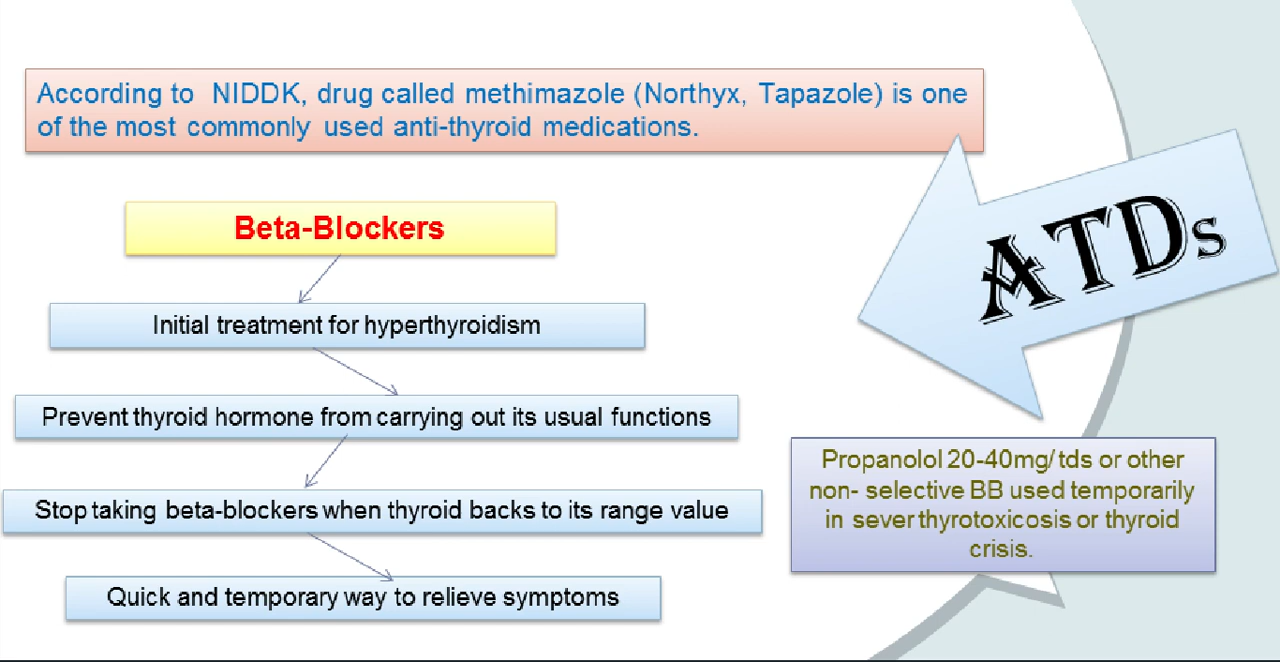 According to NIDDK, drug called methimazole (Northyx, Tapazole) is one
of the most commonly used anti-thyroid medications.
ATDs
Beta-Blockers
Initial treatment for hyperthyroidism
Prevent thyroid hormone from carrying out its usual functions
Stop taking beta-blockers when thyroid backs to its range value
Quick and temporary way to relieve symptoms
Propanolol 20-40mg/ tds or other
non- selective BB used temporarily
in sever thyrotoxicosis or thyroid
crisis.